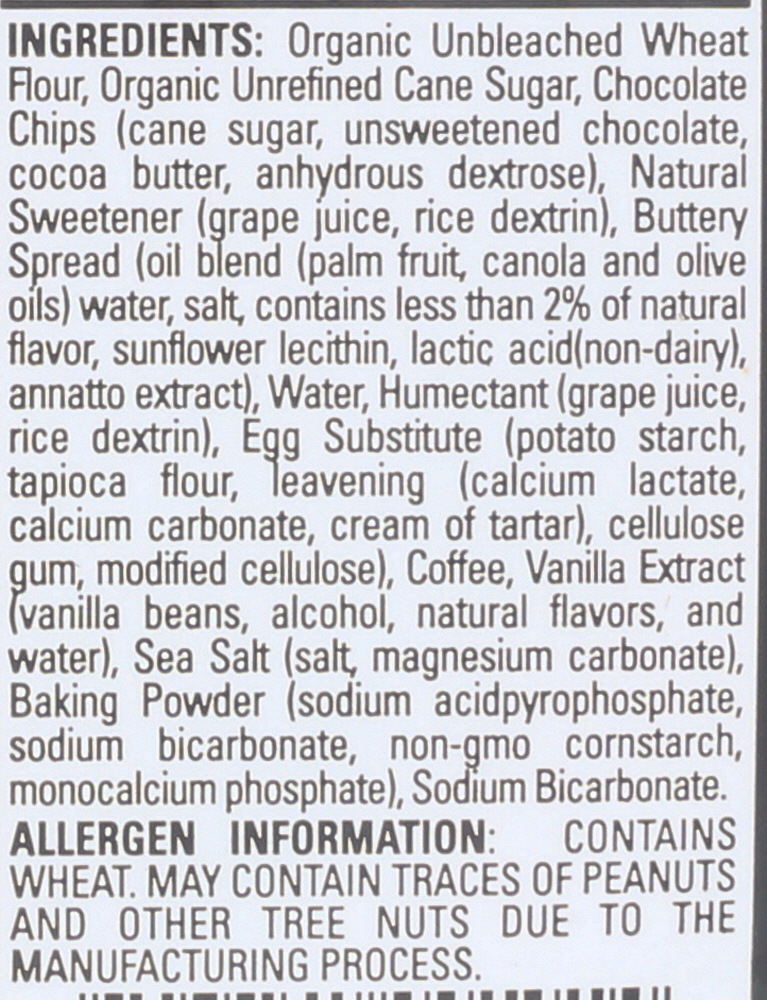 INGREDIENTS: Organic Unbleached Wheat
Flour, Organic Unrefined Cane Sugar, Chocolate
Chips (cane sugar, unsweetened chocolate,
cocoa butter, anhydrous dextrose), Natural
Sweetener (grape juice, rice dextrin), Buttery
Spread (oil blend (palm fruit, canola and olive
oils) water, salt, contains less than 2% of natural
flavor, sunflower lecithin, lactic acid(non-dairy),
annatto extract), Water, Humectant (grape juice,
rice dextrin), Egg Substitute (potato starch,
tapioca flour, leavening (calcium lactate,
calcium carbonate, cream of tartar), cellulose
gum, modified cellulose), Coffee, Vanilla Extract
(vanilla beans, alcohol, natural flavors, and
water), Sea Salt (salt, magnesium carbonate),
Baking Powder (sodium acidpyrophosphate,
sodium bicarbonate, non-gmo cornstarch,
monocalcium phosphate), Sodium Bicarbonate.
ALLERGEN INFORMATION: CONTAINS
WHEAT. MAY CONTAIN TRACES OF PEANUTS
AND OTHER TREE NUTS DUE TO THE
MANUFACTURING PROCESS.